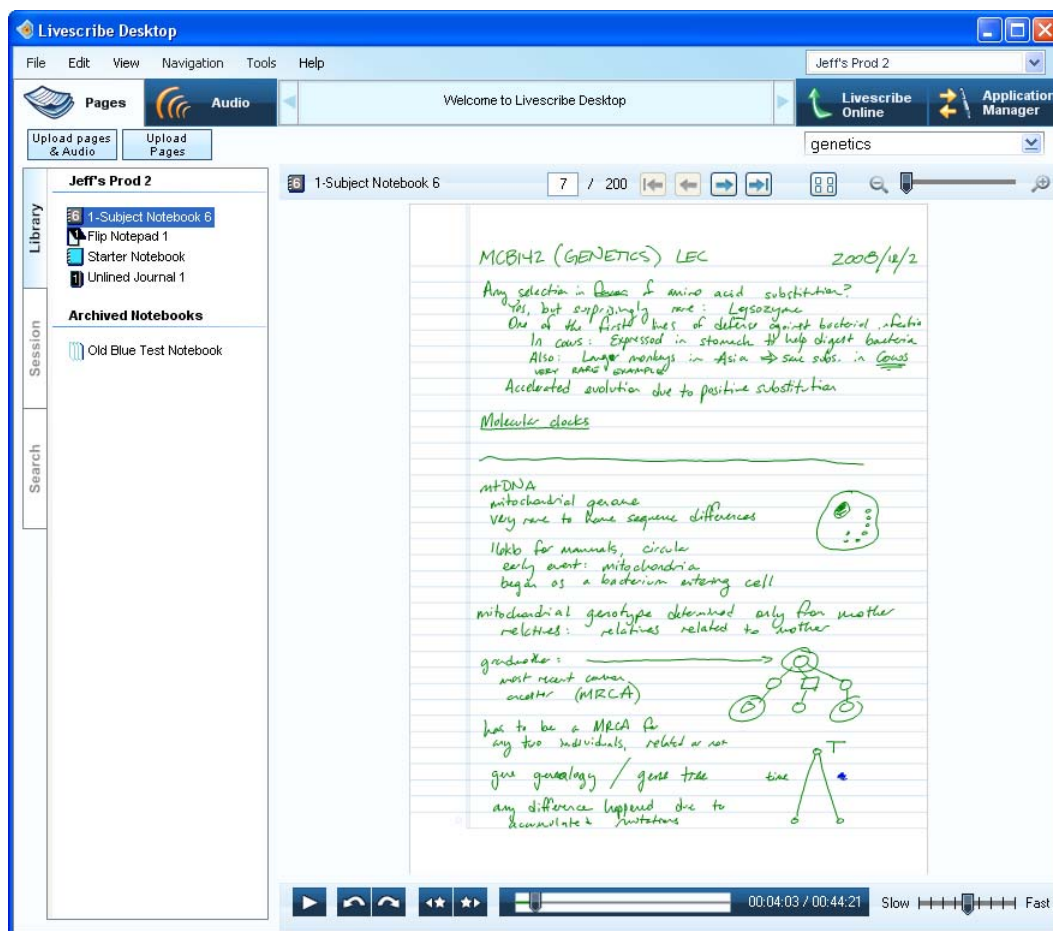 Livescribe Desktop
File Edit View Navigation Tools Help Jeff's Prod 2
Pages Audio Welcome to Livescribe Desktop Livescribe Online Application Manager
Upload pages & Audio Upload Pages genetics
Library
Session
Search
Jeff's Prod 2
6 1-Subject Notebook 6
1 Flip Notepad 1
Starter Notebook
1 Unlined Journal 1
Archived Notebooks
Old Blue Test Notebook
6 1-Subject Notebook 6 7 / 200
MCB142 (GENETICS) LEC 2008/12/2
Any selection in of amino acid substitution?
Yes, but surprisingly rare: Lysozyme
One of the first lines of defense against bacterial infectio
In cows: Expressed in stomach to help digest bacteria
Also: Langur monkeys in Asia → same subs. in Cows
VERY RARE EXAMPLE
Accelerated evolution due to positive substitution
Molecular clocks
mtDNA
mitochondrial genome
Very rare to have sequence differences
16kb for mammals, circular
early event: mitochondria
began as a bacterium entering cell
mitochondrial genotype determined only from mother
relatives: relatives related to mother
grandmother:
most recent common
ancestor (MRCA)
has to be a MRCA for
any two individuals, related or not
T
gene genealogy / gene tree time
any difference happened due to
accumulated mutations
00:04:03 / 00:44:21 Slow Fast